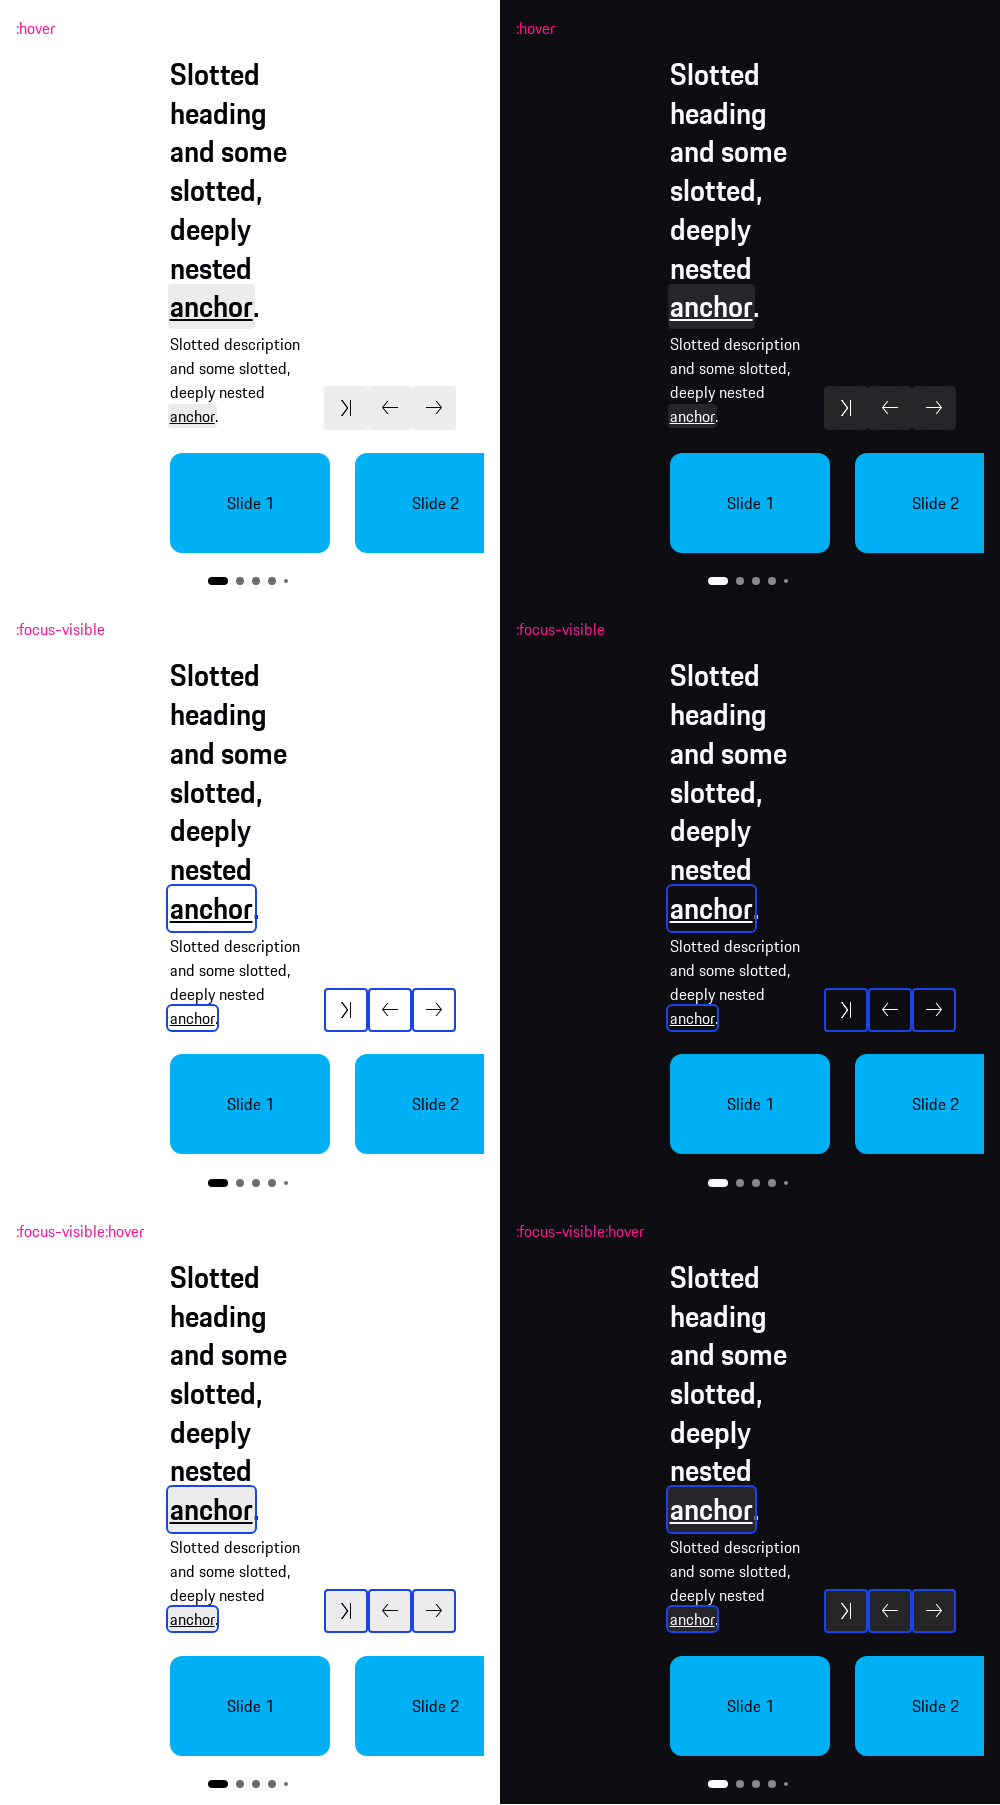 :hover
Slotted
heading
and some
slotted,
deeply
nested
anchor.
Slotted description
and some slotted,
deeply nested
anchor.
Slide 1
Slide 2
:hover
Slotted
heading
and some
slotted,
deeply
nested
anchor.
Slotted description
and some slotted,
deeply nested
anchor.
Slide 1
Slide 2
:focus-visible
Slotted
heading
and some
slotted,
deeply
nested
anchor.
Slotted description
and some slotted,
deeply nested
anchor.
Slide 1
Slide 2
:focus-visible
Slotted
heading
and some
slotted,
deeply
nested
anchor.
Slotted description
and some slotted,
deeply nested
anchor.
Slide 1
Slide 2
:focus-visible:hover
Slotted
heading
and some
slotted,
deeply
nested
anchor.
Slotted description
and some slotted,
deeply nested
anchor.
Slide 1
Slide 2
:focus-visible:hover
Slotted
heading
and some
slotted,
deeply
nested
anchor.
Slotted description
and some slotted,
deeply nested
anchor.
Slide 1
Slide 2